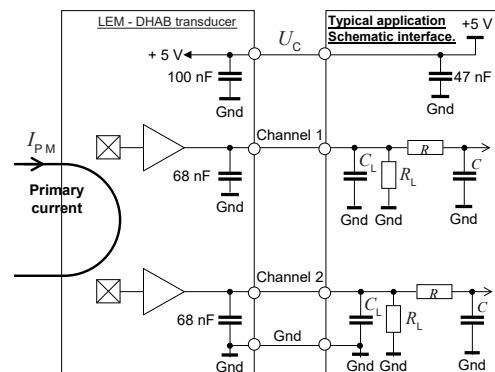 LEM - DHAB transducer
Typical application
Schematic interface.
+ 5 V
U_C
+5 V
100 nF
47 nF
Gnd
Gnd
I_PM
Channel 1
R
Primary
current
68 nF
C_L
R_L
C
Gnd
Gnd
Gnd
Gnd
Channel 2
R
68 nF
C_L
R_L
C
Gnd
Gnd
Gnd
Gnd
Gnd